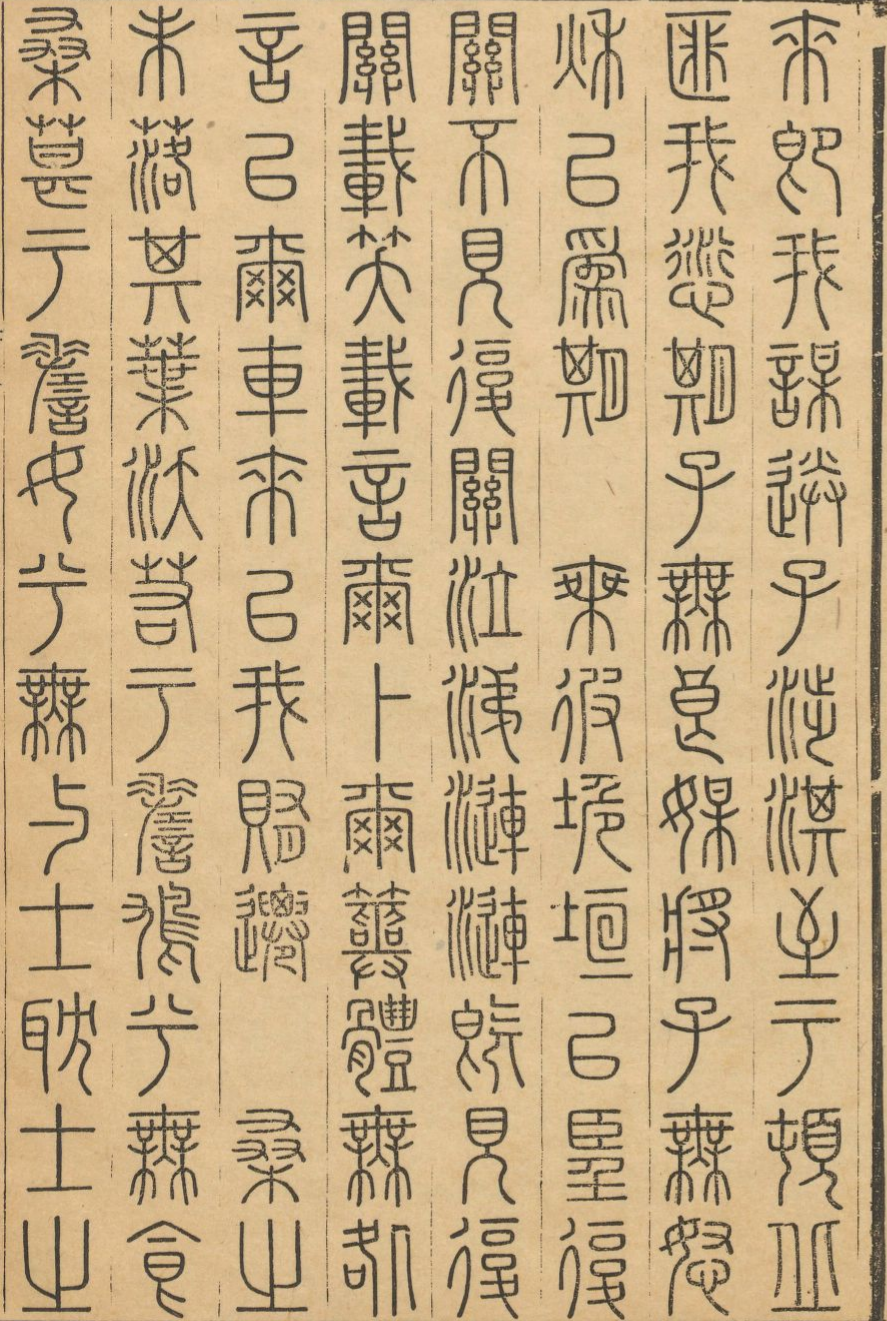 來即我謀送子涉淇至于頓丘
匪我愆期子無良媒將子無怒
秋以爲期　乘彼垝垣以望復
關不見復關泣涕漣漣既見復
關載笑載言爾卜爾筮體無咎
言以爾車來以我賄遷　桑之
未落其葉沃若于嗟鳩兮無食
桑葚于嗟女兮無与士耽士之